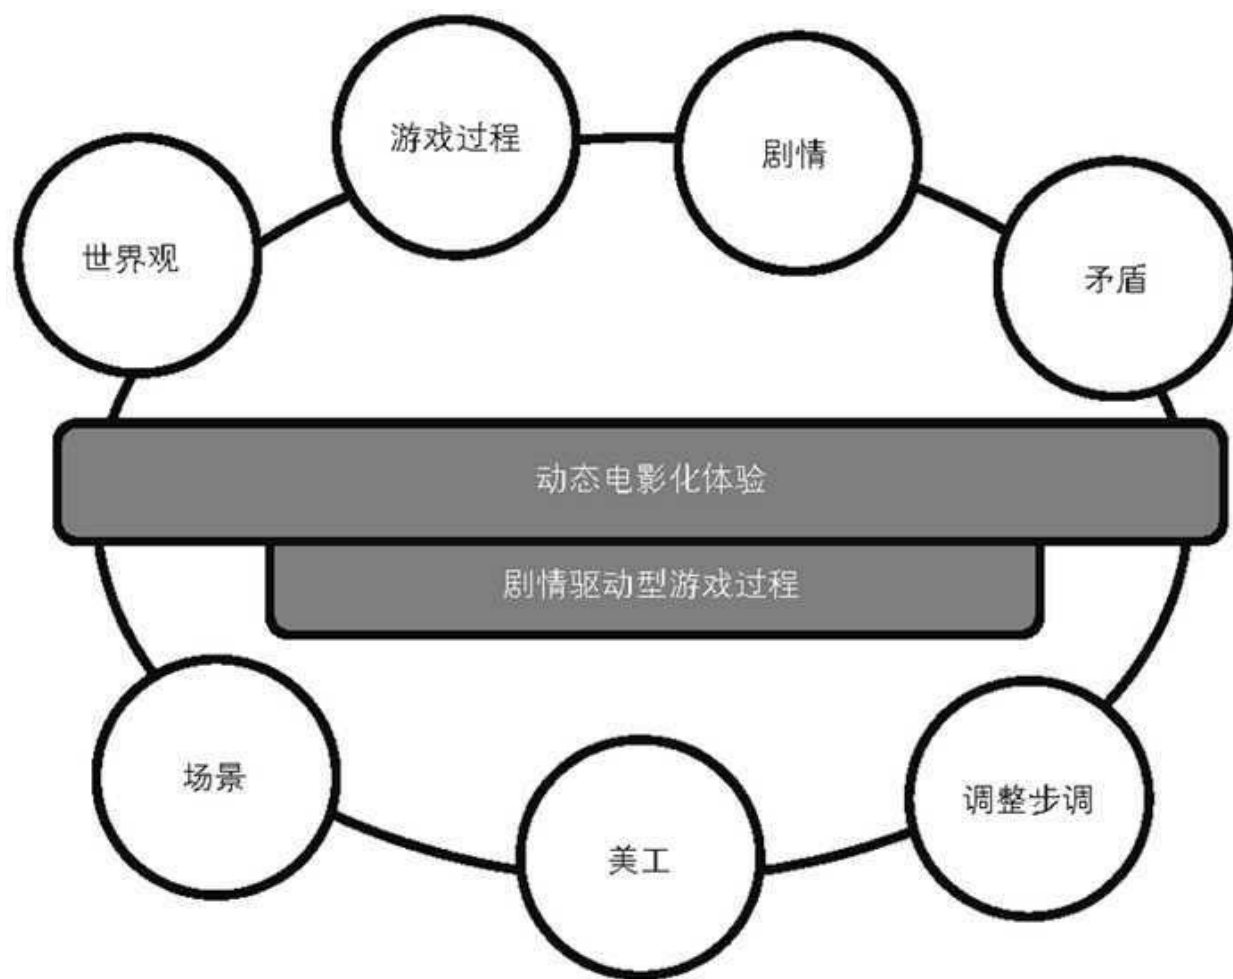 游戏过程
剧情
世界观
矛盾
动态电影化体验
剧情驱动型游戏过程
场景
调整步调
美工